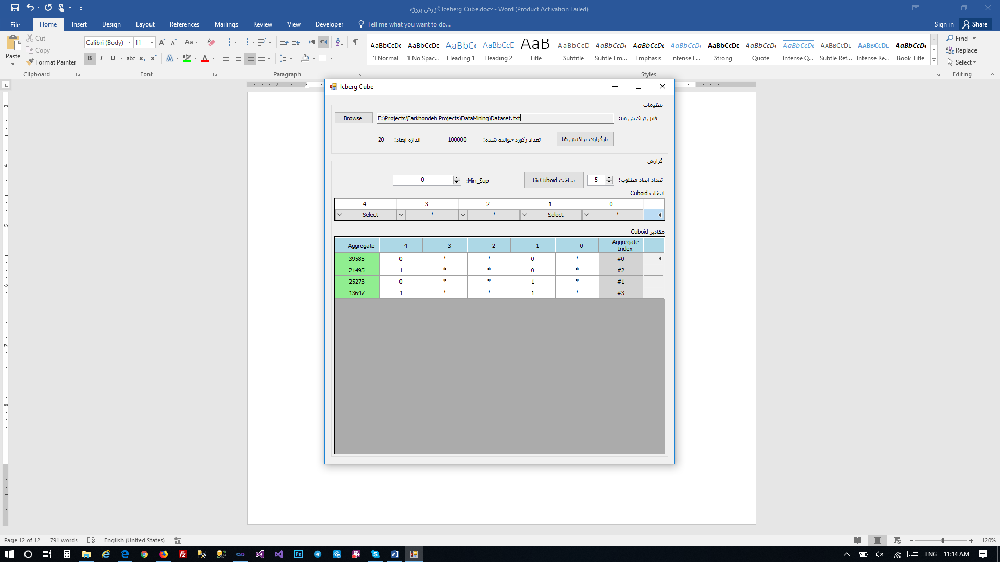 گزارش پروژه Iceberg Cube.docx - Word (Product Activation Failed)
File Home Insert Design Layout References Mailings Review View Developer Tell me what you want to do... Sign in Share
Paste
Cut
Copy
Format Painter
Clipboard
Calibri (Body) 11
Font
Paragraph
AaBbCcDc AaBbCcDc AaBbC( AaBbCcD AaB AaBbCcD AaBbCcDc AaBbCcDc AaBbCcDc AaBbCcDc AaBbCcDc AaBbCcDc AaBbCcDD AaBbCcDD AaBbCcDc
¶ Normal ¶ No Spac... Heading 1 Heading 2 Title Subtitle Subtle Em... Emphasis Intense E... Strong Quote Intense Q... Subtle Ref... Intense Re... Book Title
Styles
Find
Replace
Select
Editing
Icberg Cube
تنظیمات
فایل تراکنش ها:
E:\Projects\Farkhondeh Projects\DataMining\Dataset.txt
Browse
بارگزاری تراکنش ها
تعداد رکورد خوانده شده: 100000
اندازه ابعاد: 20
گزارش
تعداد ابعاد مطلوب: 5
ساخت Cuboid ها
Min_Sup: 0
انتخاب Cuboid
4 3 2 1 0
Select * * Select *
مقادیر Cuboid
Aggregate 4 3 2 1 0 Aggregate Index
39585 0 * * 0 * #0
21495 1 * * 0 * #2
25273 0 * * 1 * #1
13647 1 * * 1 * #3
Page 12 of 12 791 words English (United States) 120%
ENG 11:14 AM